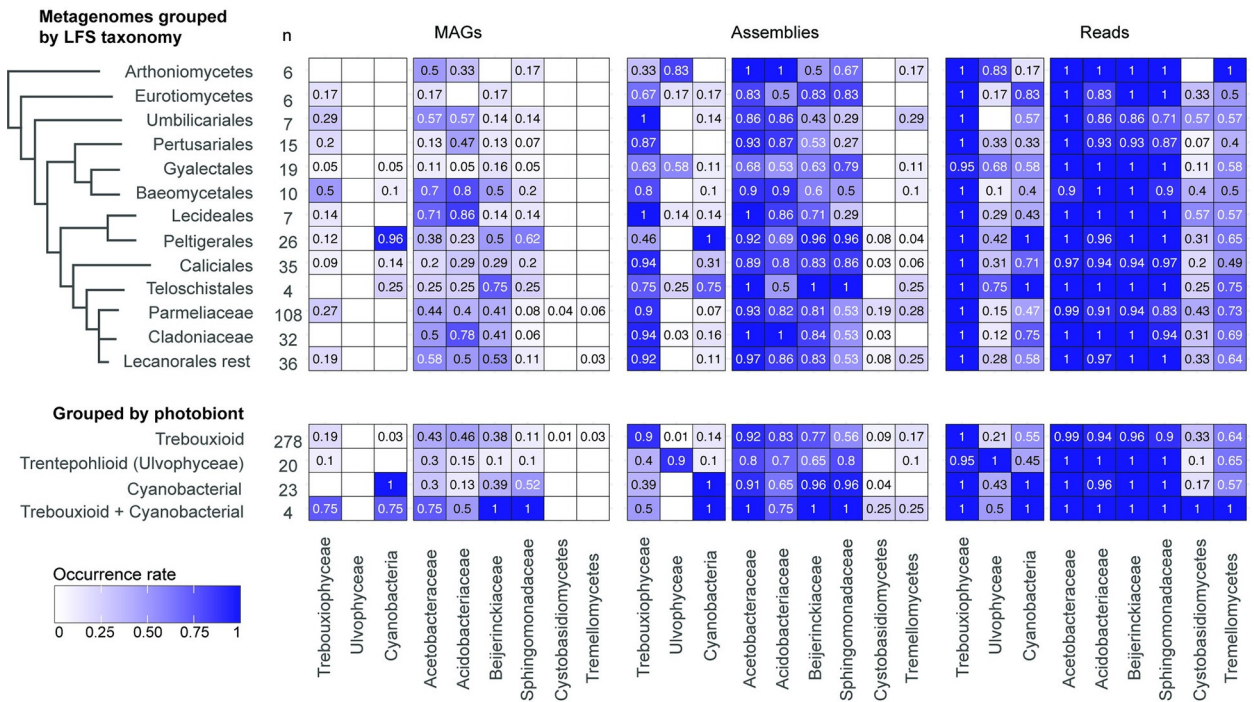 Metagenomes grouped
by LFS taxonomy
n
MAGs
Assemblies
Reads
Arthoniomycetes 6 0.5 0.33 0.17 0.33 0.83 1 1 0.5 0.67 0.17 1 0.83 0.17 1 1 1 1 1
Eurotiomycetes 6 0.17 0.17 0.17 0.67 0.17 0.17 0.83 0.5 0.83 0.83 1 0.17 0.83 1 0.83 1 1 0.33 0.5
Umbilicariales 7 0.29 0.57 0.57 0.14 0.14 1 0.14 0.86 0.86 0.43 0.29 0.29 1 0.57 1 0.86 0.86 0.71 0.57 0.57
Pertusariales 15 0.2 0.13 0.47 0.13 0.07 0.87 0.93 0.87 0.53 0.27 1 0.33 0.33 1 0.93 0.93 0.87 0.07 0.4
Gyalectales 19 0.05 0.05 0.11 0.05 0.16 0.05 0.63 0.58 0.11 0.68 0.53 0.63 0.79 0.11 0.95 0.68 0.58 1 1 1 1 0.11 0.58
Baeomycetales 10 0.5 0.1 0.7 0.8 0.5 0.2 0.8 0.1 0.9 0.9 0.6 0.5 0.1 1 0.1 0.4 0.9 1 1 0.9 0.4 0.5
Lecideales 7 0.14 0.71 0.86 0.14 0.14 1 0.14 0.14 1 0.86 0.71 0.29 1 0.29 0.43 1 1 1 1 0.57 0.57
Peltigerales 26 0.12 0.96 0.38 0.23 0.5 0.62 0.46 1 0.92 0.69 0.96 0.96 0.08 0.04 1 0.42 1 1 0.96 1 1 0.31 0.65
Caliciales 35 0.09 0.14 0.2 0.29 0.29 0.2 0.94 0.31 0.89 0.8 0.83 0.86 0.03 0.06 1 0.31 0.71 0.97 0.94 0.94 0.97 0.2 0.49
Teloschistales 4 0.25 0.25 0.25 0.75 0.25 0.75 0.25 0.75 1 0.5 1 1 0.25 1 0.75 1 1 1 1 1 0.25 0.75
Parmeliaceae 108 0.27 0.44 0.4 0.41 0.08 0.04 0.06 0.9 0.07 0.93 0.82 0.81 0.53 0.19 0.28 1 0.15 0.47 0.99 0.91 0.94 0.83 0.43 0.73
Cladoniaceae 32 0.5 0.78 0.41 0.06 0.94 0.03 0.16 1 1 0.84 0.53 0.03 1 0.12 0.75 1 1 1 0.94 0.31 0.69
Lecanorales rest 36 0.19 0.58 0.5 0.53 0.11 0.03 0.92 0.11 0.97 0.86 0.83 0.53 0.08 0.25 1 0.28 0.58 1 0.97 1 1 0.33 0.64
Grouped by photobiont
Trebouxioid 278 0.19 0.03 0.43 0.46 0.38 0.11 0.01 0.03 0.9 0.01 0.14 0.92 0.83 0.77 0.56 0.09 0.17 1 0.21 0.55 0.99 0.94 0.96 0.9 0.33 0.64
Trentepohlioid (Ulvophyceae) 20 0.1 0.3 0.15 0.1 0.1 0.4 0.9 0.1 0.8 0.7 0.65 0.8 0.1 0.95 1 0.45 1 1 1 1 0.1 0.65
Cyanobacterial 23 1 0.3 0.13 0.39 0.52 0.39 1 0.91 0.65 0.96 0.96 0.04 1 0.43 1 1 0.96 1 1 0.17 0.57
Trebouxioid + Cyanobacterial 4 0.75 0.75 0.75 0.5 1 1 0.5 1 1 0.75 1 1 0.25 0.25 1 0.5 1 1 1 1 1 1 1
Trebouxiophyceae
Ulvophyceae
Cyanobacteria
Acetobacteraceae
Acidobacteriaceae
Beijerinckiaceae
Sphingomonadaceae
Cystobasidiomycetes
Tremellomycetes
Trebouxiophyceae
Ulvophyceae
Cyanobacteria
Acetobacteraceae
Acidobacteriaceae
Beijerinckiaceae
Sphingomonadaceae
Cystobasidiomycetes
Tremellomycetes
Trebouxiophyceae
Ulvophyceae
Cyanobacteria
Acetobacteraceae
Acidobacteriaceae
Beijerinckiaceae
Sphingomonadaceae
Cystobasidiomycetes
Tremellomycetes
Occurrence rate
0 0.25 0.50 0.75 1